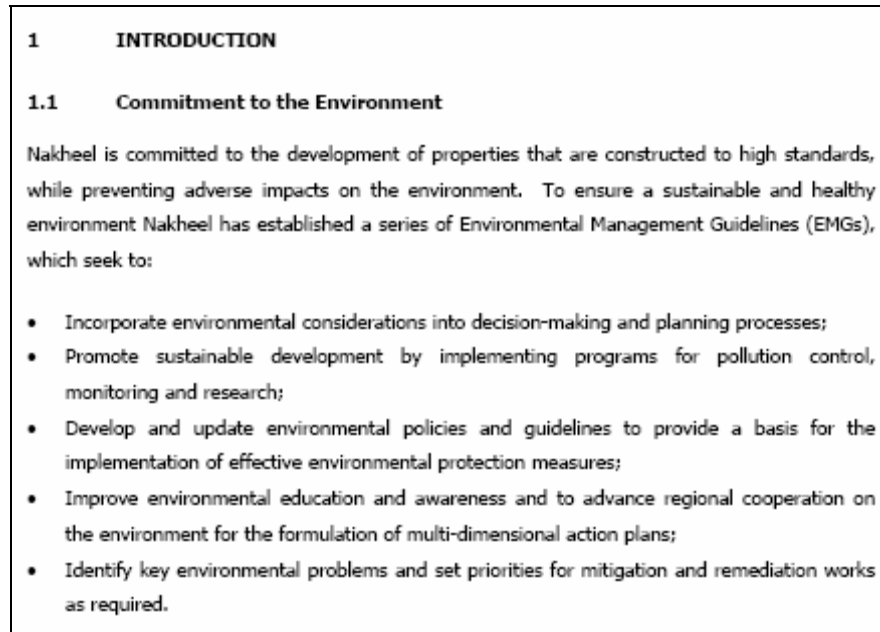 1 INTRODUCTION
1.1 Commitment to the Environment
Nakheel is committed to the development of properties that are constructed to high standards,
while preventing adverse impacts on the environment. To ensure a sustainable and healthy
environment Nakheel has established a series of Environmental Management Guidelines (EMGs),
which seek to:
• Incorporate environmental considerations into decision-making and planning processes;
• Promote sustainable development by implementing programs for pollution control,
monitoring and research;
• Develop and update environmental policies and guidelines to provide a basis for the
implementation of effective environmental protection measures;
• Improve environmental education and awareness and to advance regional cooperation on
the environment for the formulation of multi-dimensional action plans;
• Identify key environmental problems and set priorities for mitigation and remediation works
as required.